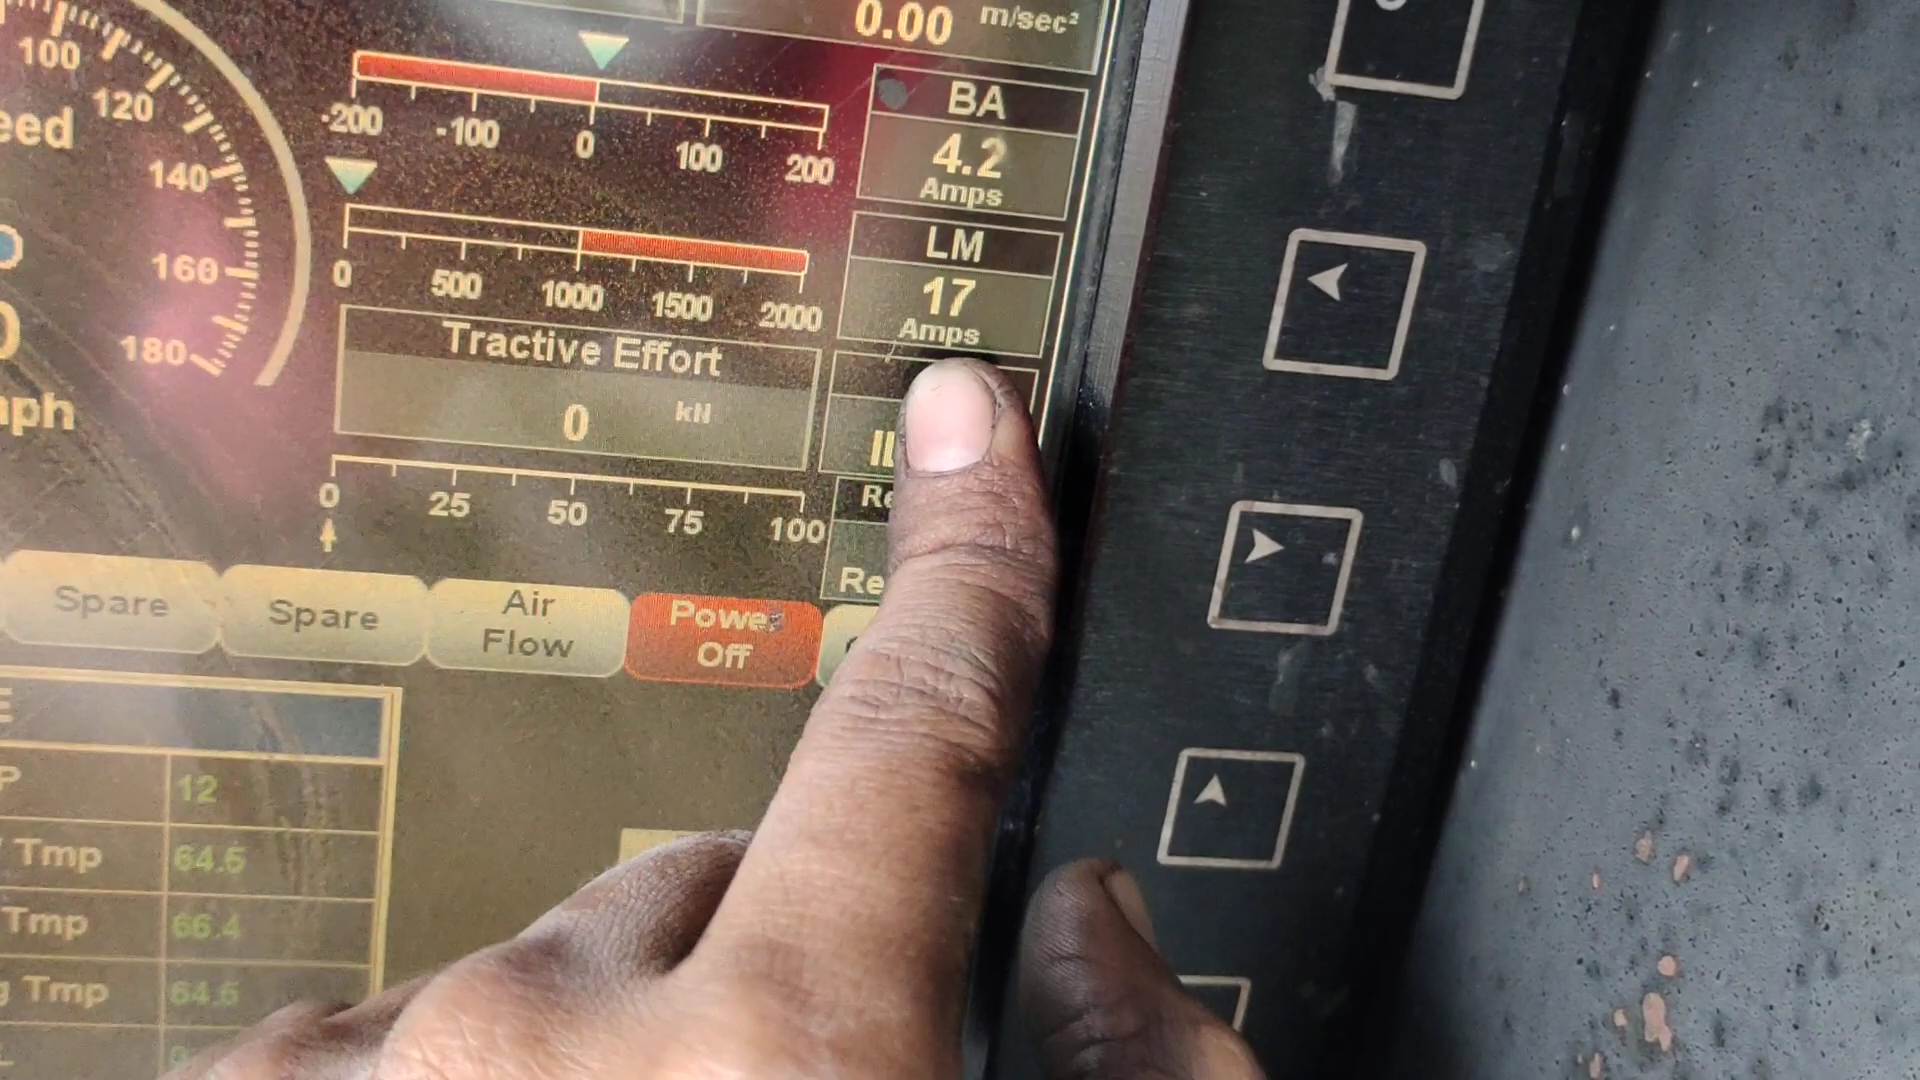 0.00 m/sec²
100
120
140
160
180
-200 -100 0 100 200
BA
4.2
Amps
0 500 1000 1500 2000
LM
17
Amps
Tractive Effort
0 kN
0 25 50 75 100
Spare
Spare
Air
Flow
Power
Off
12
Tmp 64.5
Tmp 66.4
Tmp 64.6